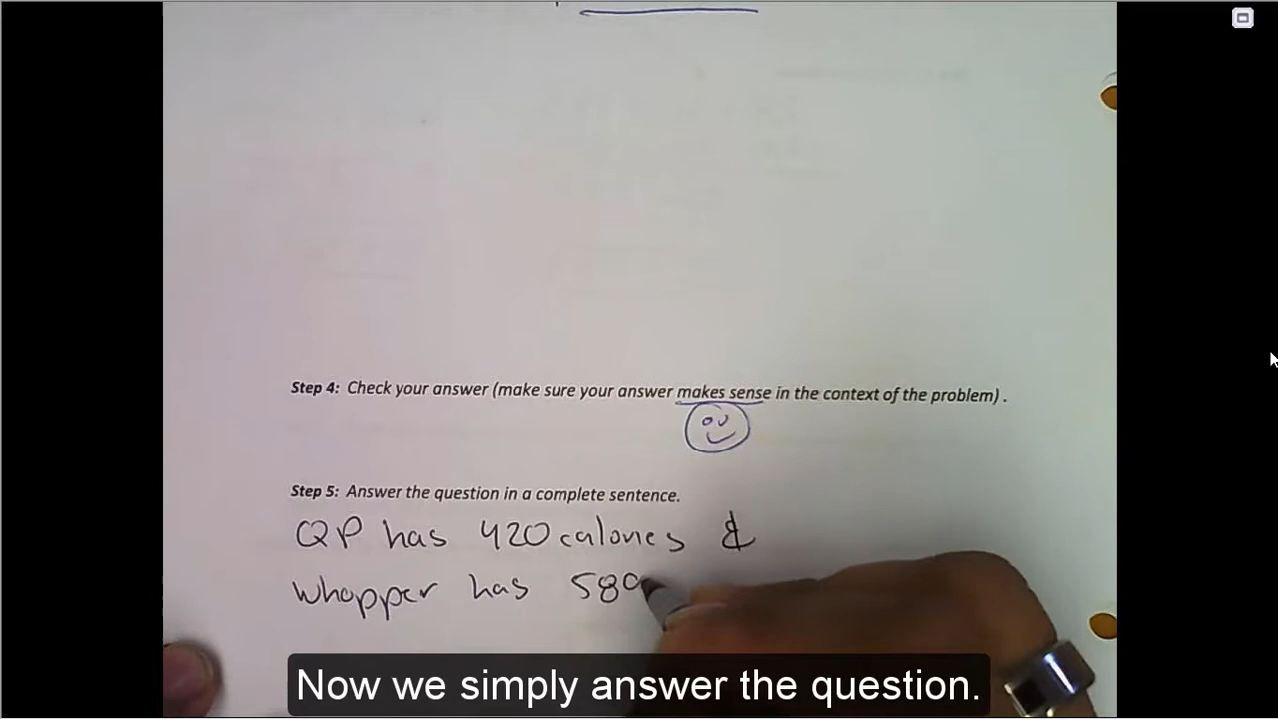 Step 4: Check your answer (make sure your answer makes sense in the context of the problem) .
Step 5: Answer the question in a complete sentence.
QP has 420 calories &
Whopper has 580
Now we simply answer the question.